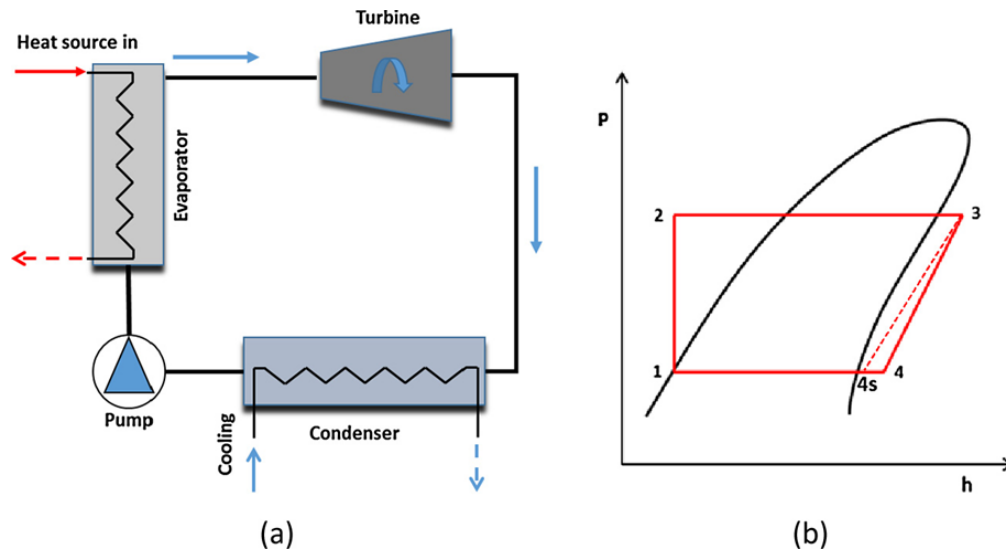 Turbine
Heat source in
Evaporator
Pump
Cooling
Condenser
(a)
P
2
3
1
4s
4
h
(b)